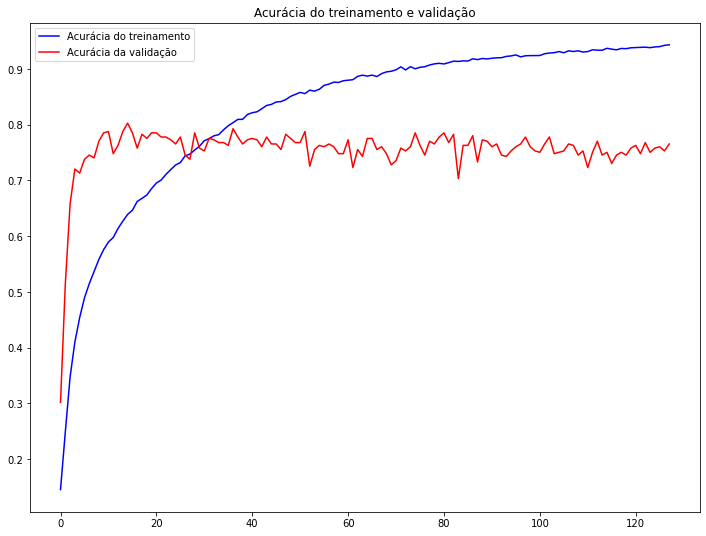 Acurácia do treinamento e validação
Acurácia do treinamento
Acurácia da validação
0.9
0.8
0.7
0.6
0.5
0.4
0.3
0.2
0 20 40 60 80 100 120